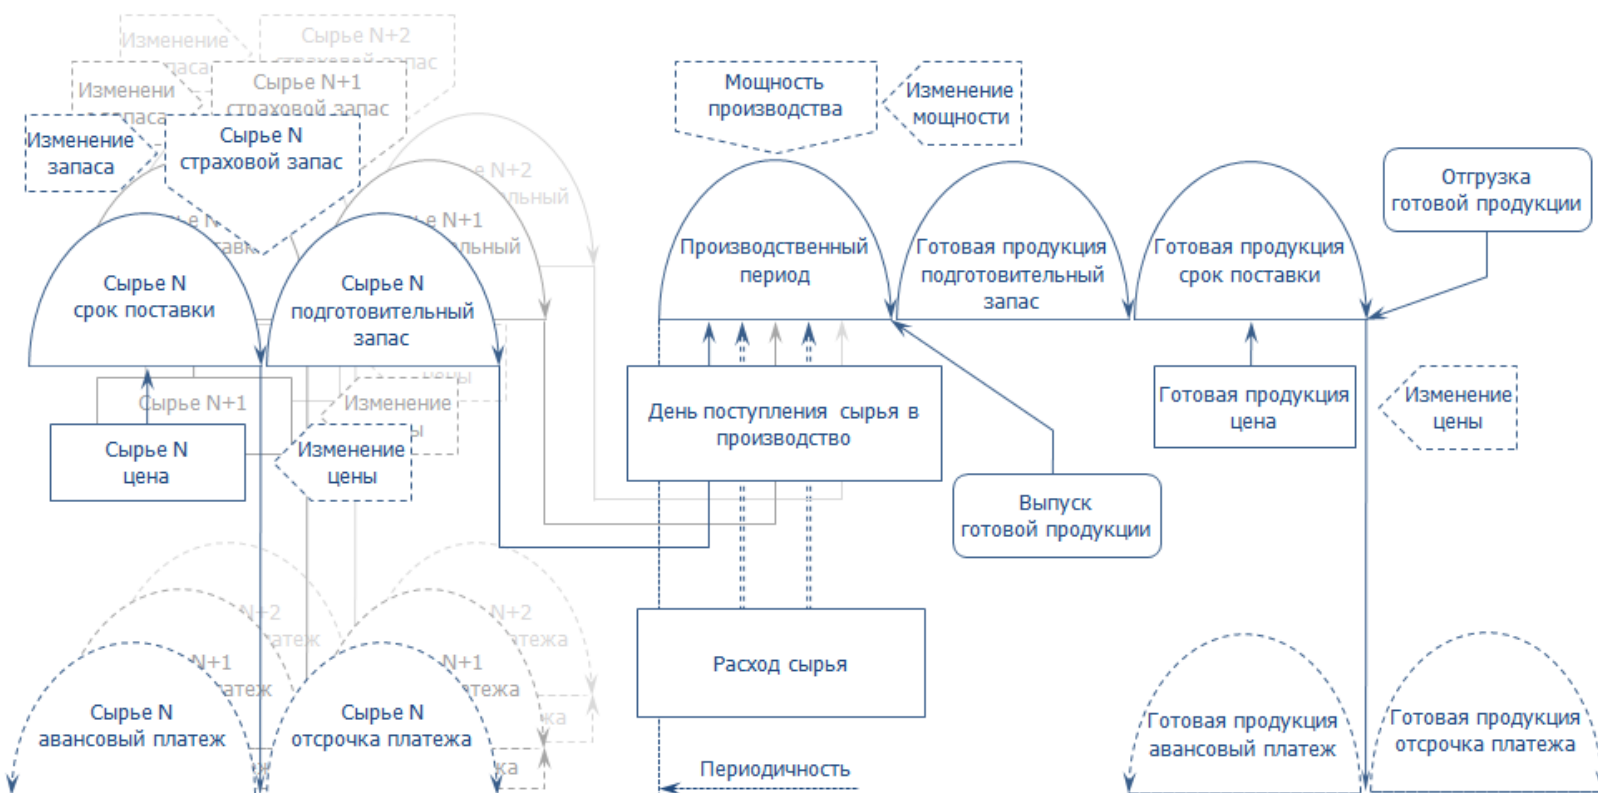 Изменение
Сырье N+2
Сырье N+1
страховой запас
Сырье N
страховой запас
Изменение
запаса
Мощность
производства
Изменение
мощности
Отгрузка
готовой продукции
N+2
N+1
Сырье N
срок поставки
Сырье N
подготовительный
запас
Производственный
период
Готовая продукция
подготовительный
запас
Готовая продукция
срок поставки
Сырье N+1
Изменение
Сырье N
цена
Изменение
цены
День поступления сырья в
производство
Готовая продукция
цена
Изменение
цены
Выпуск
готовой продукции
N+2
N+2
N+1
N+1
Расход сырья
Сырье N
авансовый платеж
Сырье N
отсрочка платежа
Готовая продукция
авансовый платеж
Готовая продукция
отсрочка платежа
Периодичность